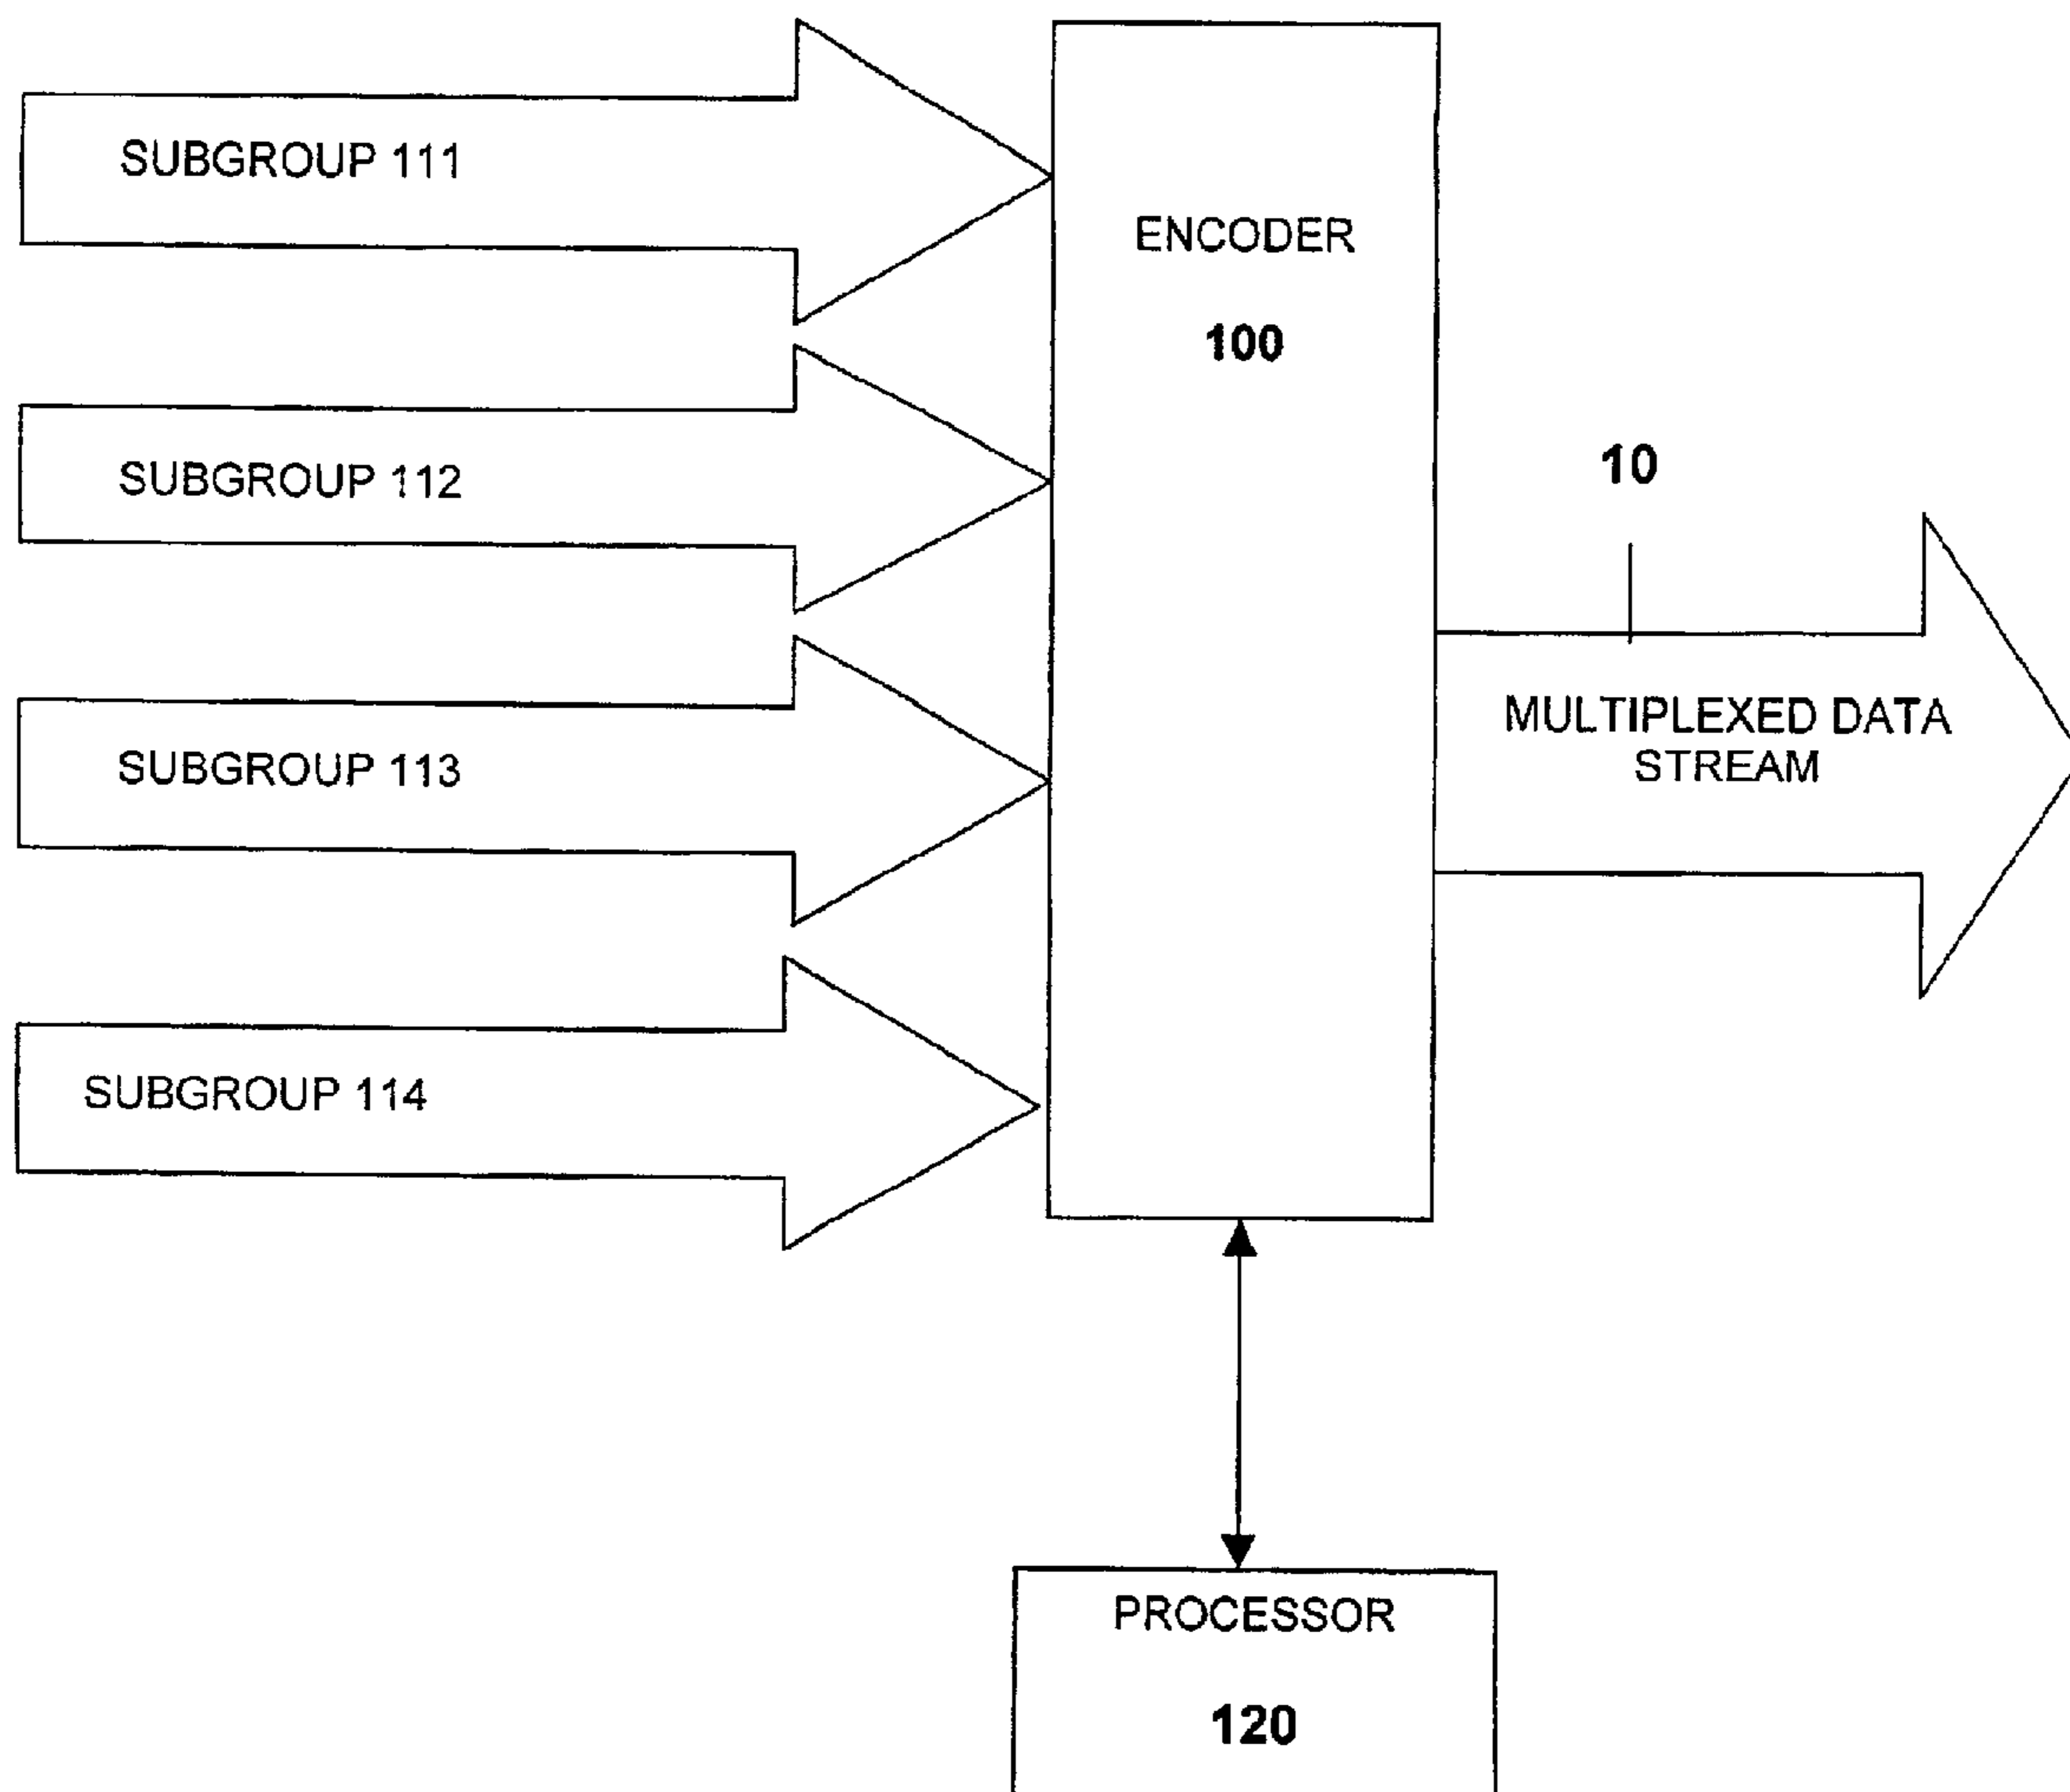 SUBGROUP 111
ENCODER
100
SUBGROUP 112
10
SUBGROUP 113
MULTIPLEXED DATA
STREAM
SUBGROUP 114
PROCESSOR
120